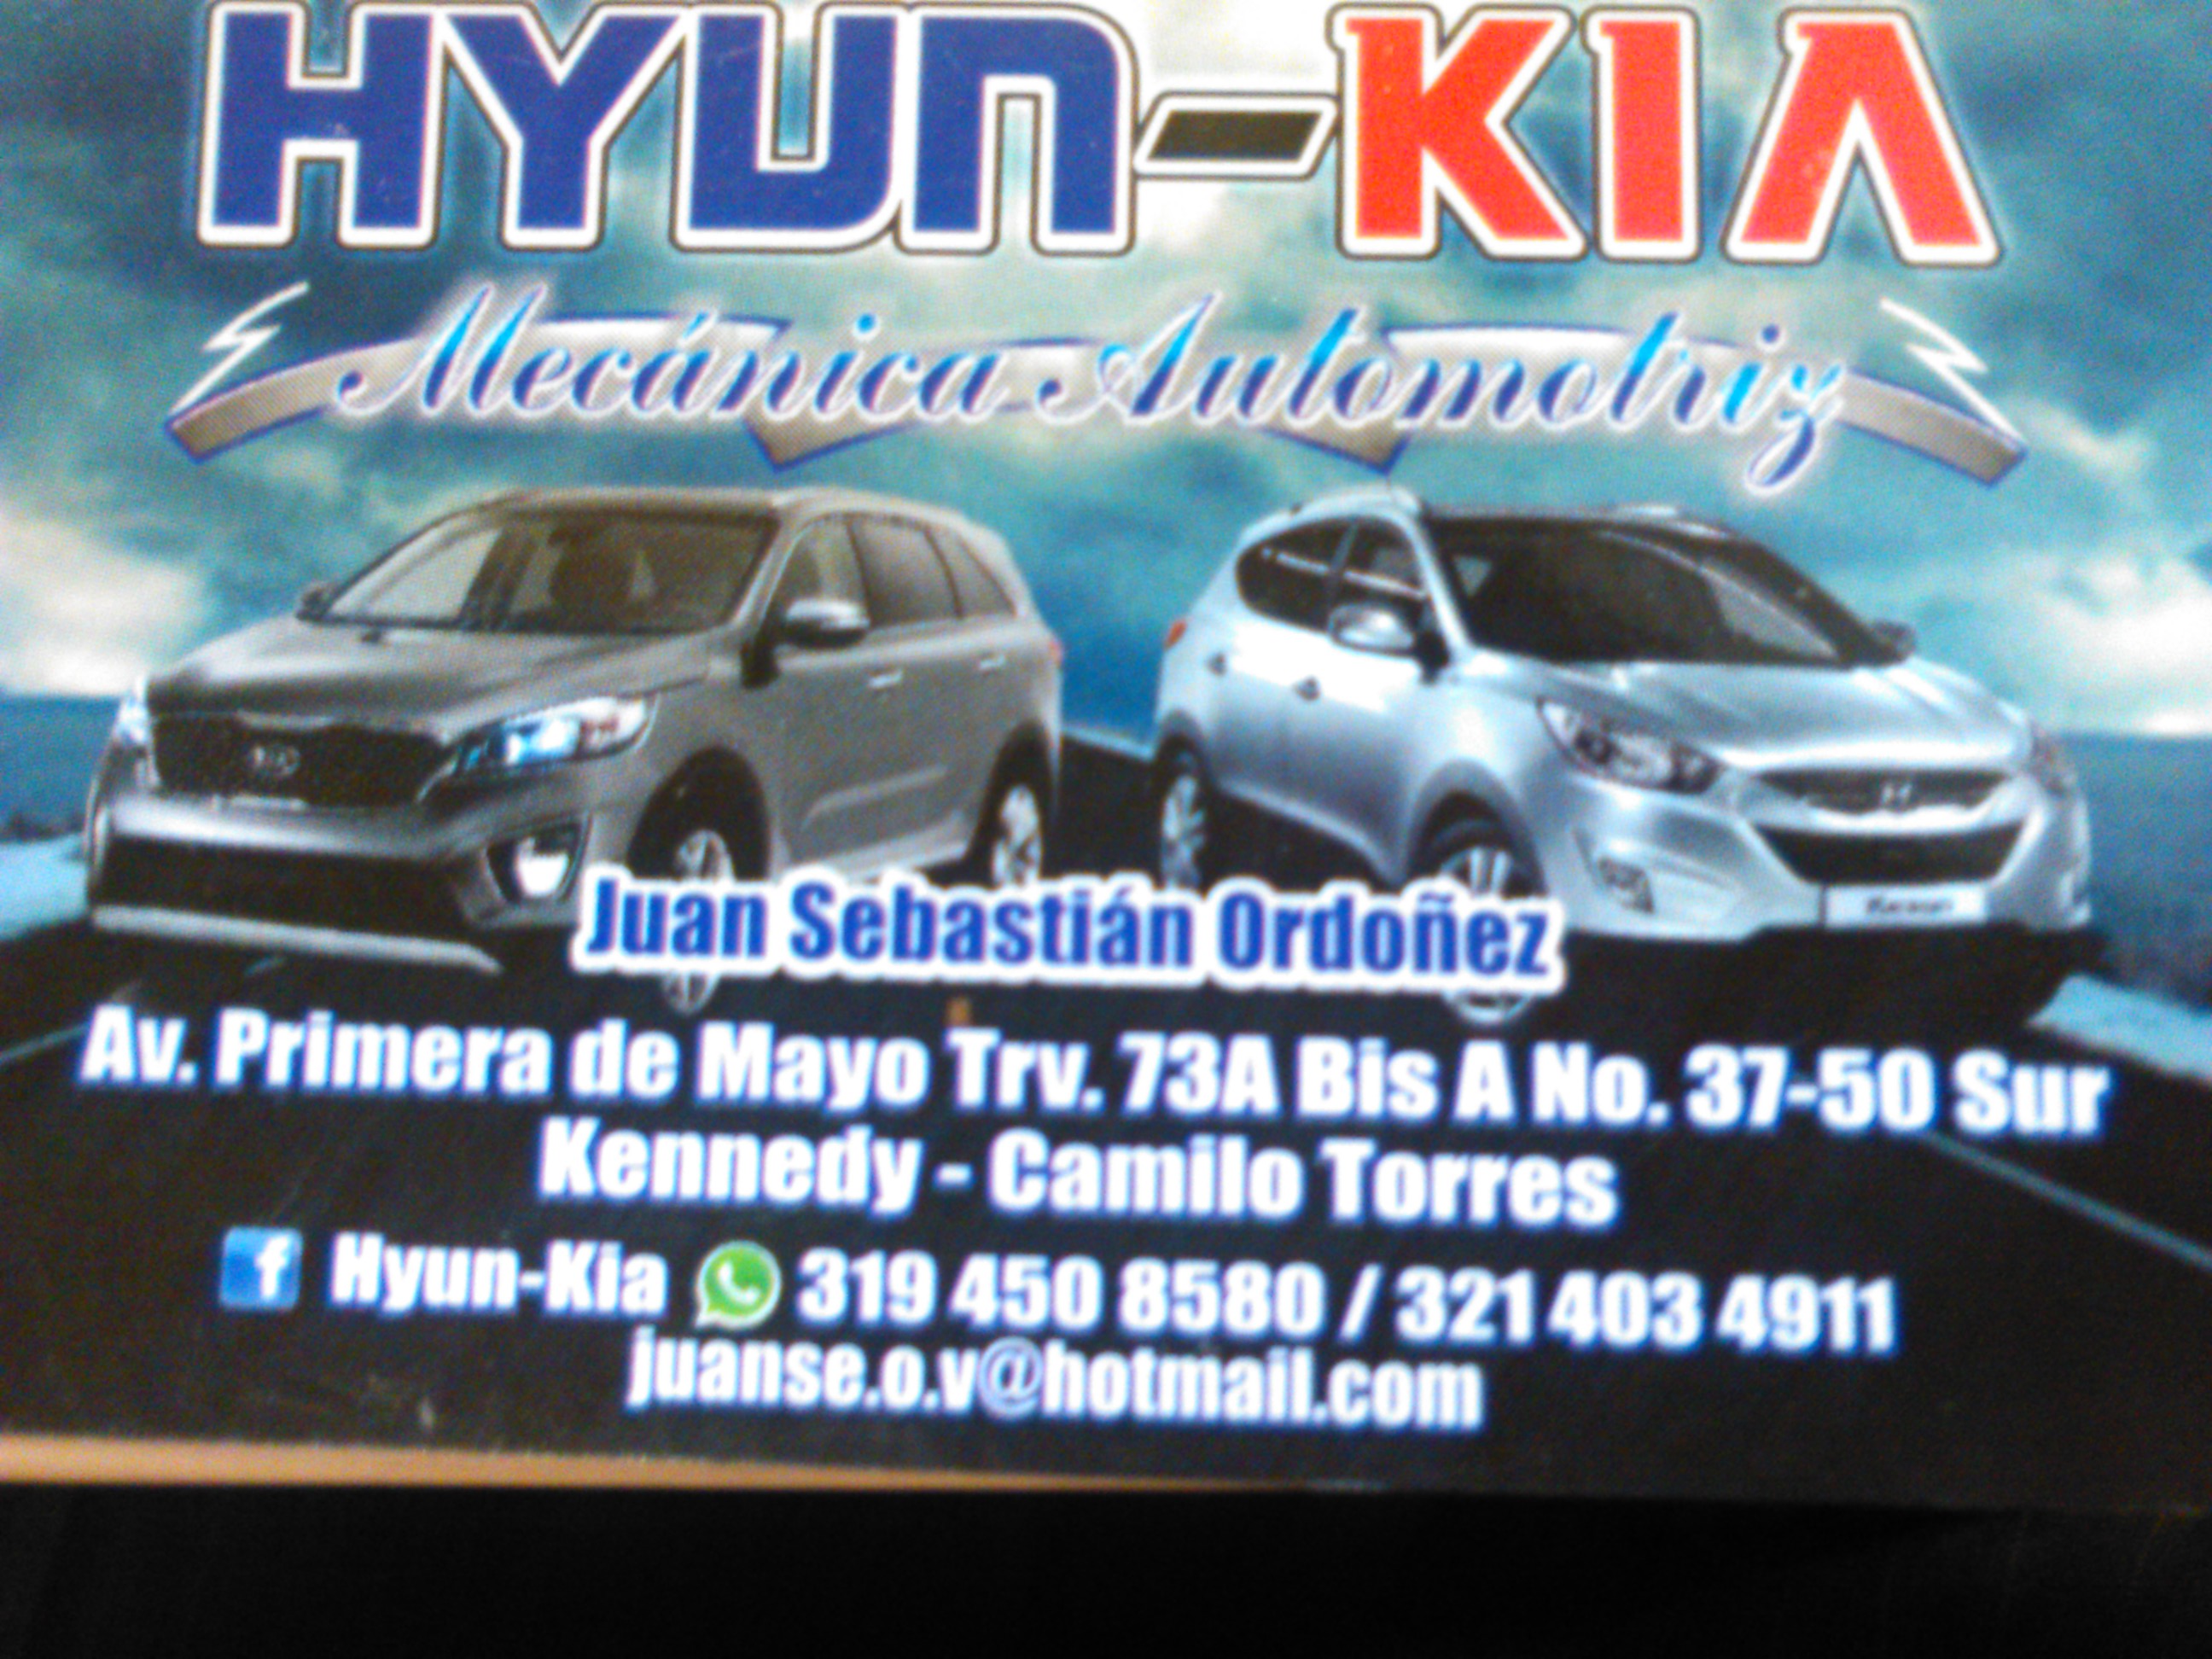 HYUN-KIA
Mecánica Automotriz
KIA
Juan Sebastián Ordoñez
Av. Primera de Mayo Trv. 73A Bis A No. 37-50 Sur
Kennedy - Camilo Torres
f Hyun-Kia 319 450 8580 / 321 403 4911
juanse.o.v@hotmail.com